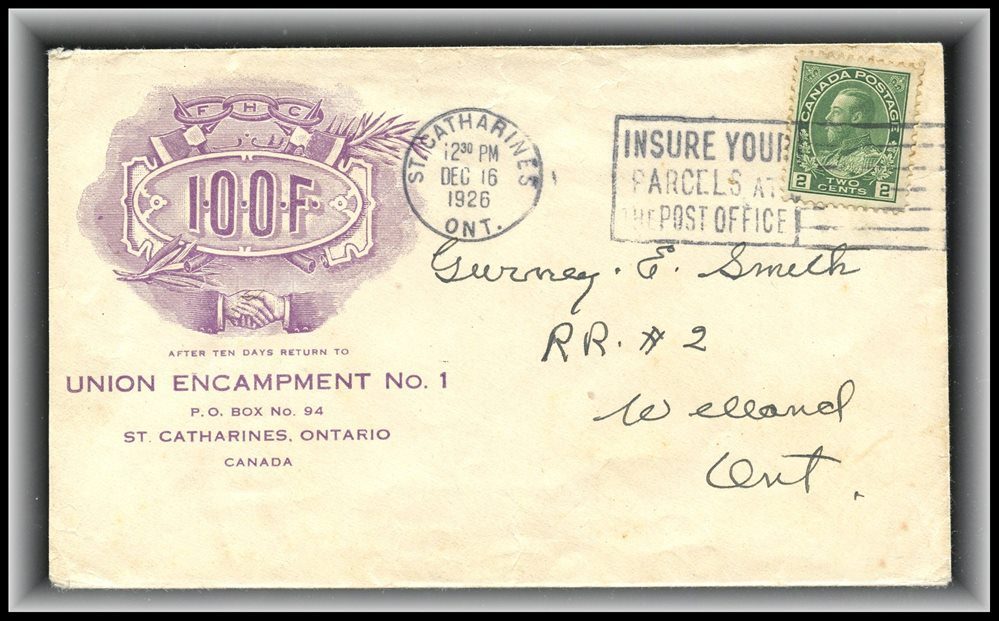 F H C
I·O·O·F·
AFTER TEN DAYS RETURN TO
UNION ENCAMPMENT No. 1
P.O. BOX No. 94
ST. CATHARINES, ONTARIO
CANADA
ST. CATHARINES
12³⁰ PM
DEC 16
1926
ONT.
INSURE YOUR
PARCELS AT
THE POST OFFICE
CANADA POSTAGE
2 TWO CENTS 2
Gurney. E. Smith
RR. # 2
Welland
Ont.